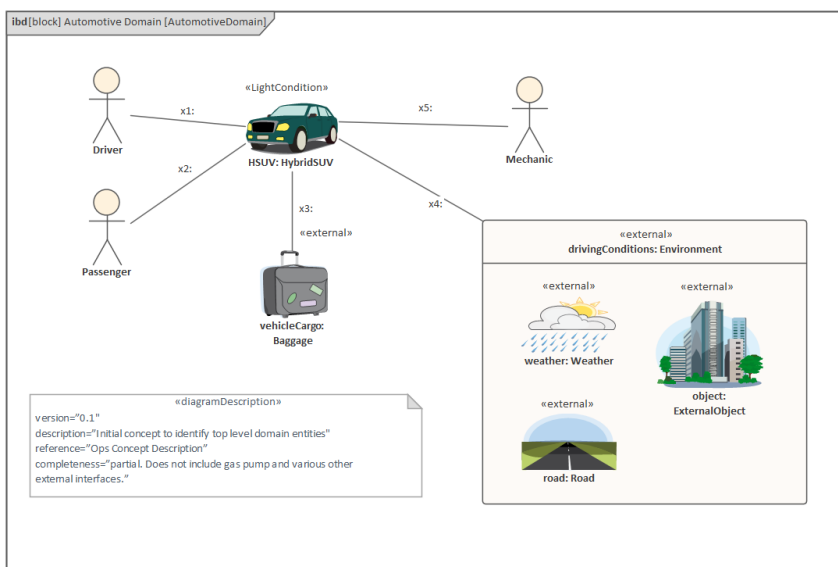 ibd [block] Automotive Domain [AutomotiveDomain]
«LightCondition»
x1:
x5:
Driver
HSUV: HybridSUV
Mechanic
x2:
x3:
x4:
«external»
Passenger
«external»
drivingConditions: Environment
vehicleCargo:
Baggage
«external»
«external»
weather: Weather
object:
ExternalObject
«external»
road: Road
«diagramDescription»
version="0.1"
description="Initial concept to identify top level domain entities"
reference="Ops Concept Description"
completeness="partial. Does not include gas pump and various other
external interfaces."